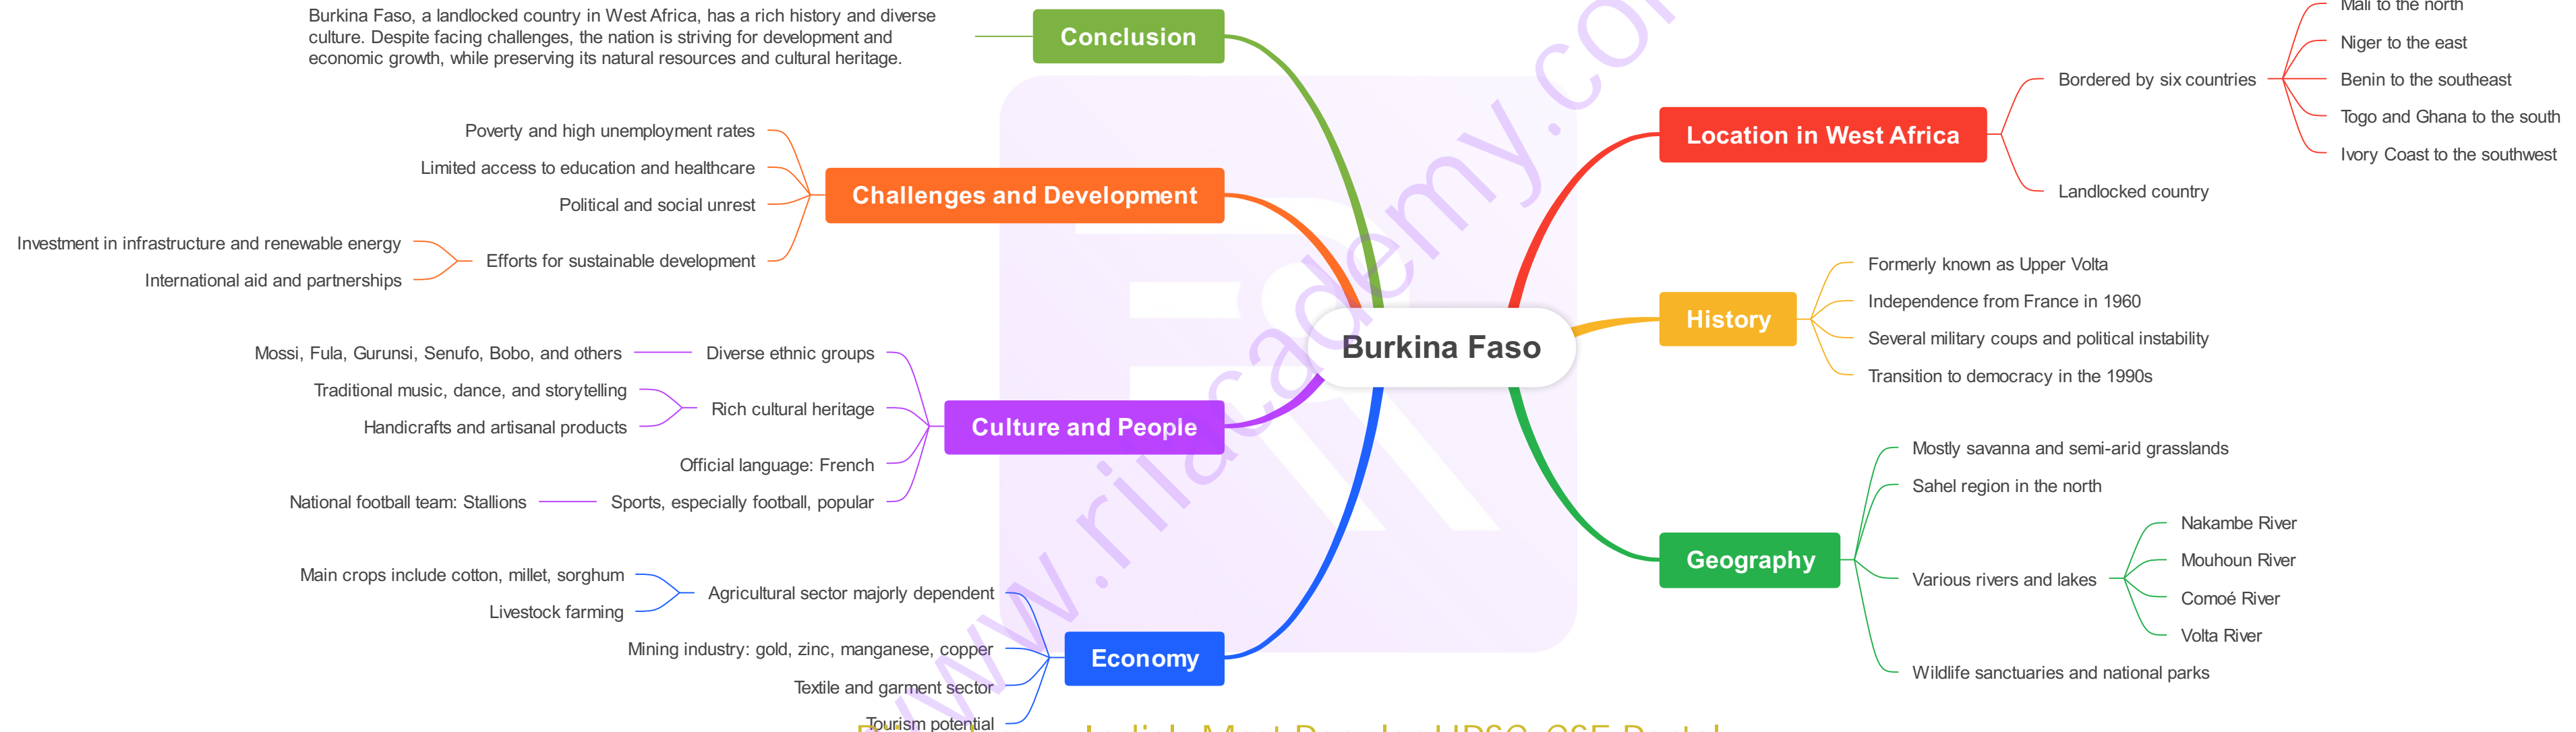 Burkina Faso
Conclusion
Burkina Faso, a landlocked country in West Africa, has a rich history and diverse
culture. Despite facing challenges, the nation is striving for development and
economic growth, while preserving its natural resources and cultural heritage.
Challenges and Development
Poverty and high unemployment rates
Limited access to education and healthcare
Political and social unrest
Efforts for sustainable development
Investment in infrastructure and renewable energy
International aid and partnerships
Culture and People
Diverse ethnic groups
Mossi, Fula, Gurunsi, Senufo, Bobo, and others
Rich cultural heritage
Traditional music, dance, and storytelling
Handicrafts and artisanal products
Official language: French
Sports, especially football, popular
National football team: Stallions
Economy
Agricultural sector majorly dependent
Main crops include cotton, millet, sorghum
Livestock farming
Mining industry: gold, zinc, manganese, copper
Textile and garment sector
Tourism potential
Location in West Africa
Bordered by six countries
Mali to the north
Niger to the east
Benin to the southeast
Togo and Ghana to the south
Ivory Coast to the southwest
Landlocked country
History
Formerly known as Upper Volta
Independence from France in 1960
Several military coups and political instability
Transition to democracy in the 1990s
Geography
Mostly savanna and semi-arid grasslands
Sahel region in the north
Various rivers and lakes
Nakambe River
Mouhoun River
Comoé River
Volta River
Wildlife sanctuaries and national parks
India's Most Popular UPSC CSE Portal